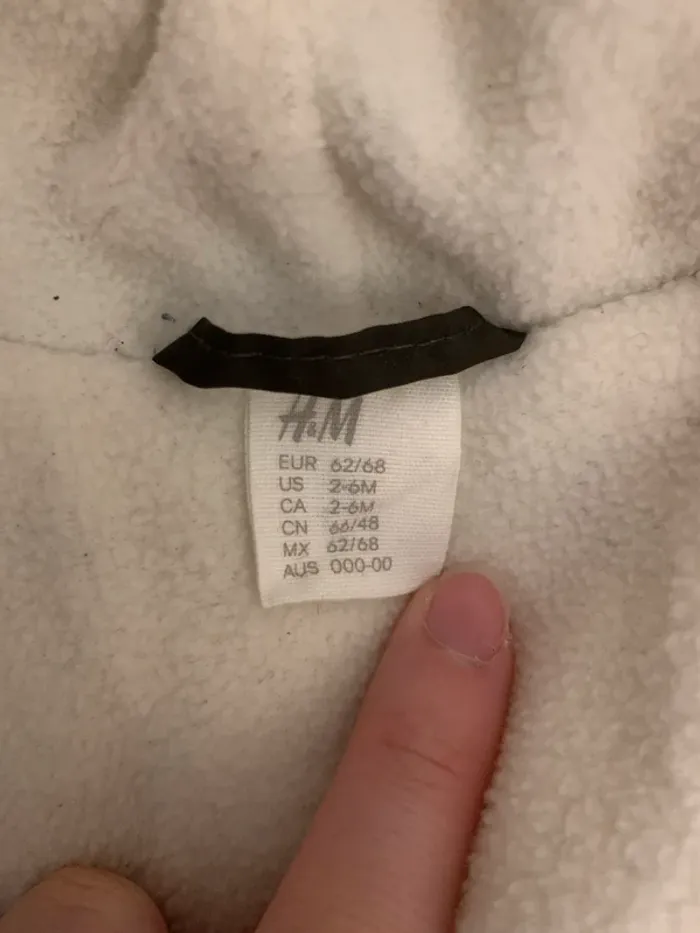 H&M
EUR 62/68
US 2-6M
CA 2-6M
CN 66/48
MX 62/68
AUS 000-00